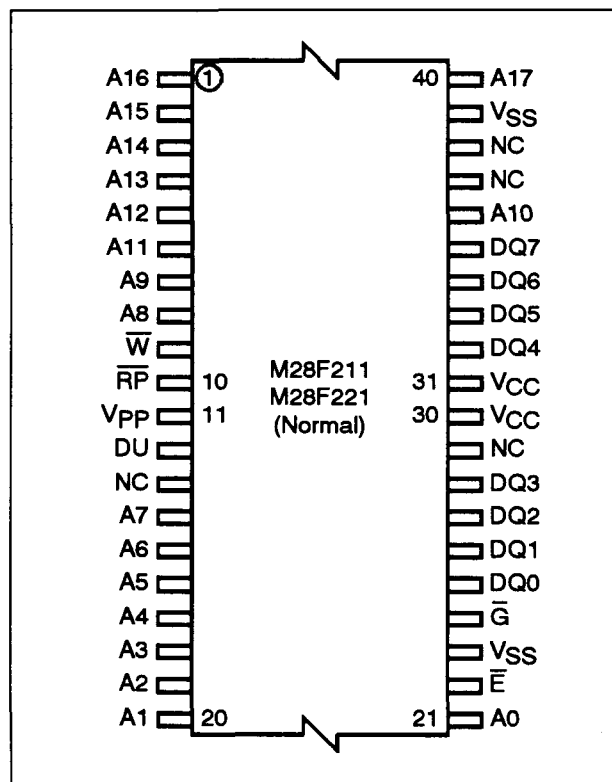 A16 1 40 A17
A15 VSS
A14 NC
A13 NC
A12 A10
A11 DQ7
A9 DQ6
A8 DQ5
W̅ DQ4
R̅P̅ 10 M28F211 31 VCC
VPP 11 M28F221 30 VCC
(Normal)
DU NC
NC DQ3
A7 DQ2
A6 DQ1
A5 DQ0
A4 G̅
A3 VSS
A2 E̅
A1 20 21 A0